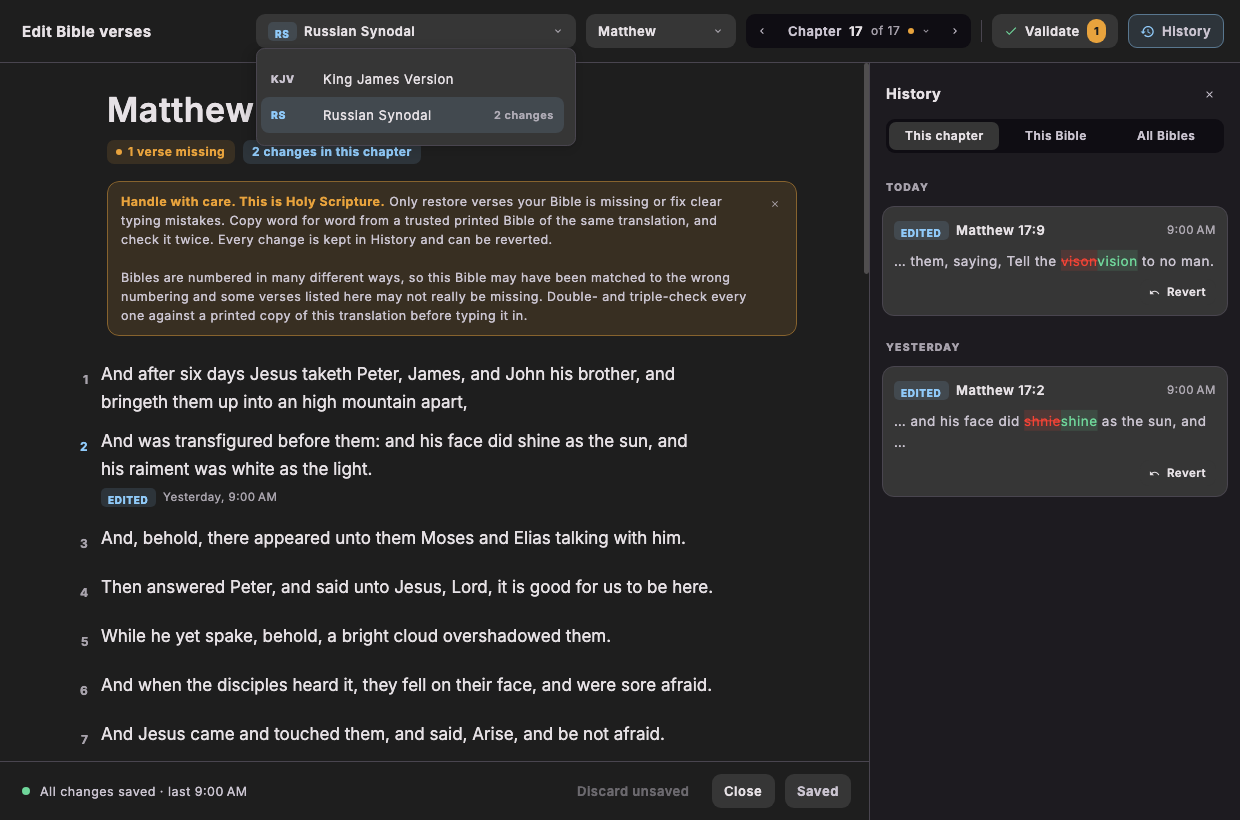 Edit Bible verses
RS Russian Synodal
Matthew
Chapter 17 of 17
Validate 1
History
KJV King James Version
RS Russian Synodal 2 changes
Matthew
1 verse missing
2 changes in this chapter
Handle with care. This is Holy Scripture. Only restore verses your Bible is missing or fix clear
typing mistakes. Copy word for word from a trusted printed Bible of the same translation, and
check it twice. Every change is kept in History and can be reverted.
Bibles are numbered in many different ways, so this Bible may have been matched to the wrong
numbering and some verses listed here may not really be missing. Double- and triple-check every
one against a printed copy of this translation before typing it in.
1 And after six days Jesus taketh Peter, James, and John his brother, and
bringeth them up into an high mountain apart,
2 And was transfigured before them: and his face did shine as the sun, and
his raiment was white as the light.
EDITED Yesterday, 9:00 AM
3 And, behold, there appeared unto them Moses and Elias talking with him.
4 Then answered Peter, and said unto Jesus, Lord, it is good for us to be here.
5 While he yet spake, behold, a bright cloud overshadowed them.
6 And when the disciples heard it, they fell on their face, and were sore afraid.
7 And Jesus came and touched them, and said, Arise, and be not afraid.
All changes saved · last 9:00 AM
Discard unsaved
Close
Saved
History
This chapter
This Bible
All Bibles
TODAY
EDITED Matthew 17:9 9:00 AM
... them, saying, Tell the visonvision to no man.
Revert
YESTERDAY
EDITED Matthew 17:2 9:00 AM
... and his face did shnieshine as the sun, and
...
Revert